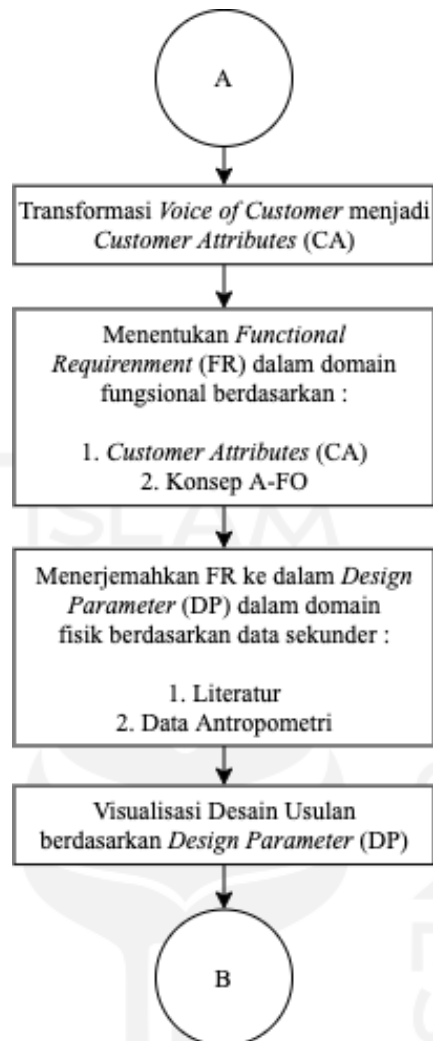 A
Transformasi Voice of Customer menjadi
Customer Attributes (CA)
Menentukan Functional
Requirenment (FR) dalam domain
fungsional berdasarkan :
1. Customer Attributes (CA)
2. Konsep A-FO
ISLAM
Menerjemahkan FR ke dalam Design
Parameter (DP) dalam domain
fisik berdasarkan data sekunder :
1. Literatur
2. Data Antropometri
Visualisasi Desain Usulan
berdasarkan Design Parameter (DP)
B